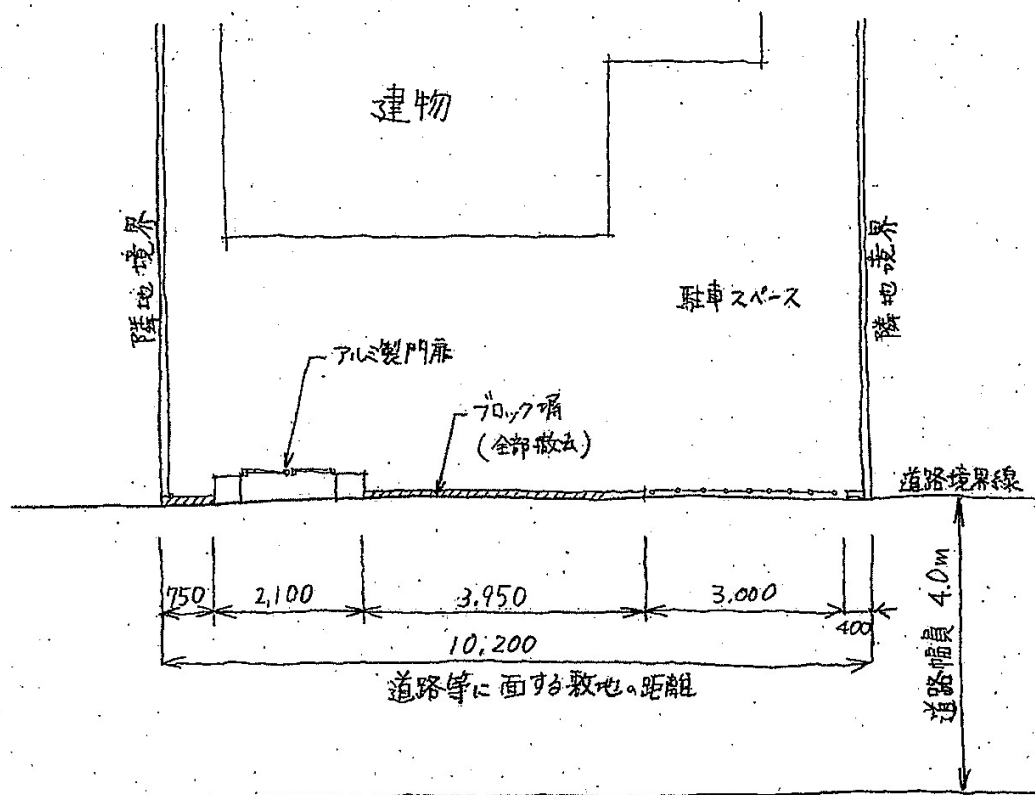 建物
隣地境界
隣地境界
駐車スペース
アルミ製門扉
ブロック塀
(全部撤去)
道路境界線
750
2,100
3,950
3,000
400
10,200
道路等に面する敷地の距離
道路幅員 4.0m